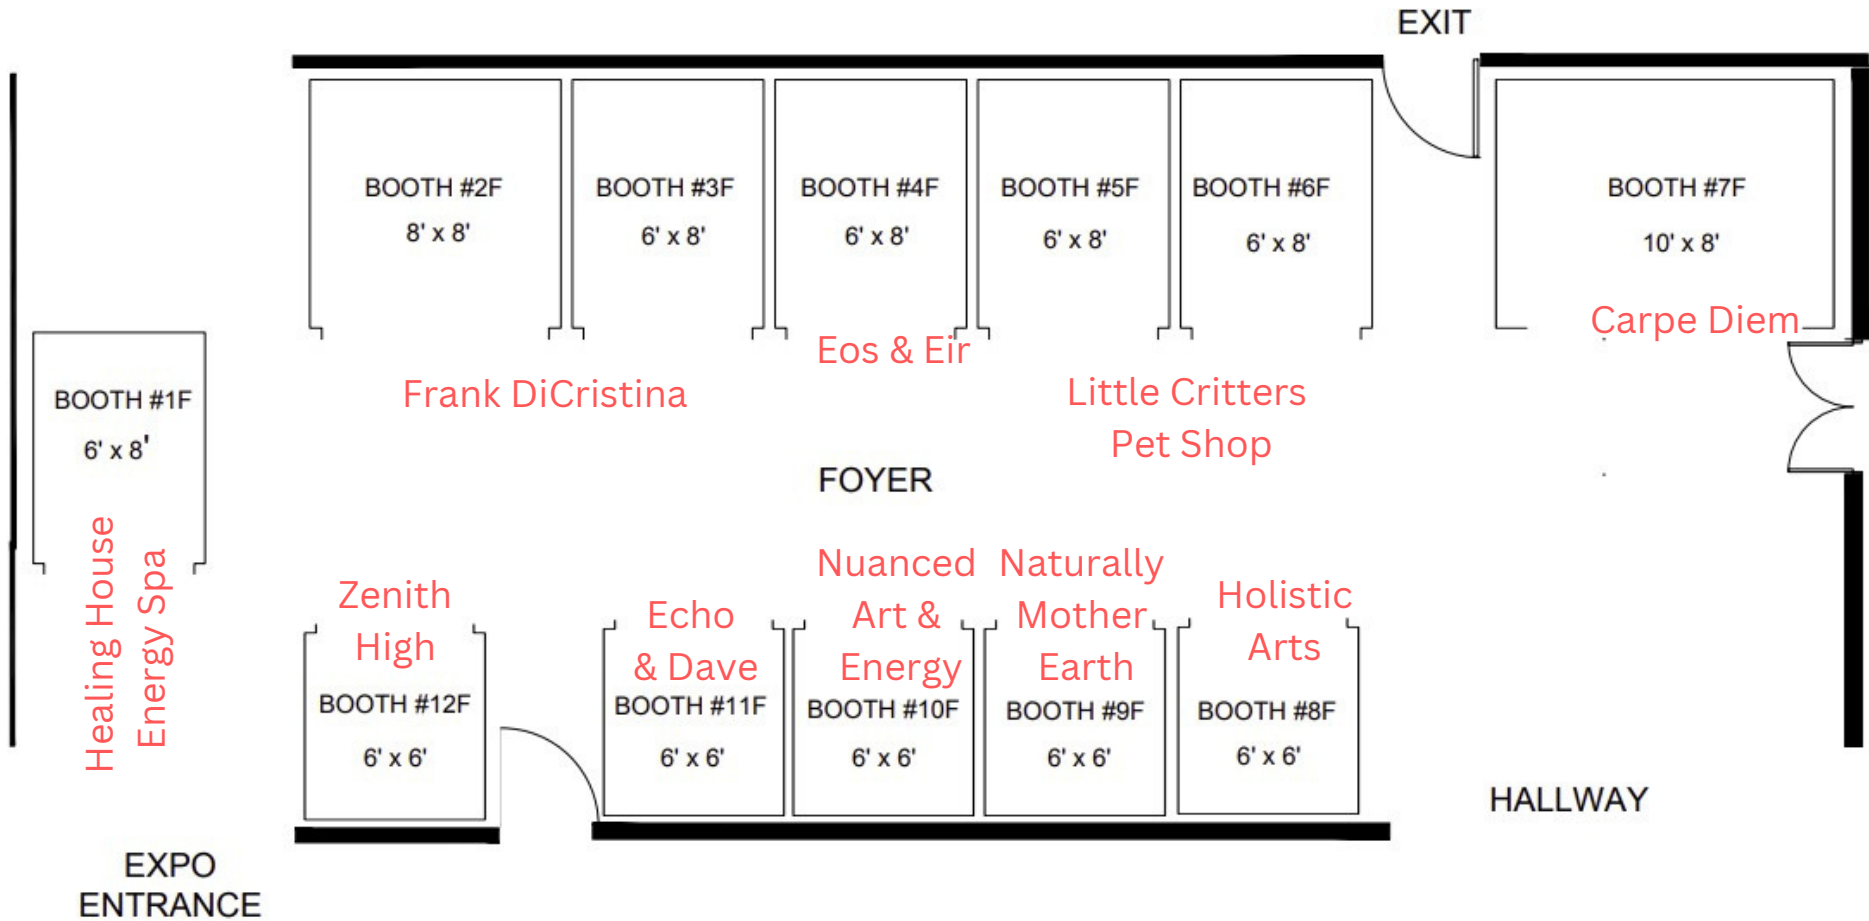 EXIT
BOOTH #2F
8' x 8'
BOOTH #3F
6' x 8'
BOOTH #4F
6' x 8'
BOOTH #5F
6' x 8'
BOOTH #6F
6' x 8'
BOOTH #7F
10' x 8'
Carpe Diem
Eos & Eir
Frank DiCristina
Little Critters
Pet Shop
BOOTH #1F
6' x 8'
Healing House
Energy Spa
FOYER
Zenith
High
BOOTH #12F
6' x 6'
Echo
& Dave
BOOTH #11F
6' x 6'
Nuanced
Art &
Energy
BOOTH #10F
6' x 6'
Naturally
Mother
Earth
BOOTH #9F
6' x 6'
Holistic
Arts
BOOTH #8F
6' x 6'
HALLWAY
EXPO
ENTRANCE